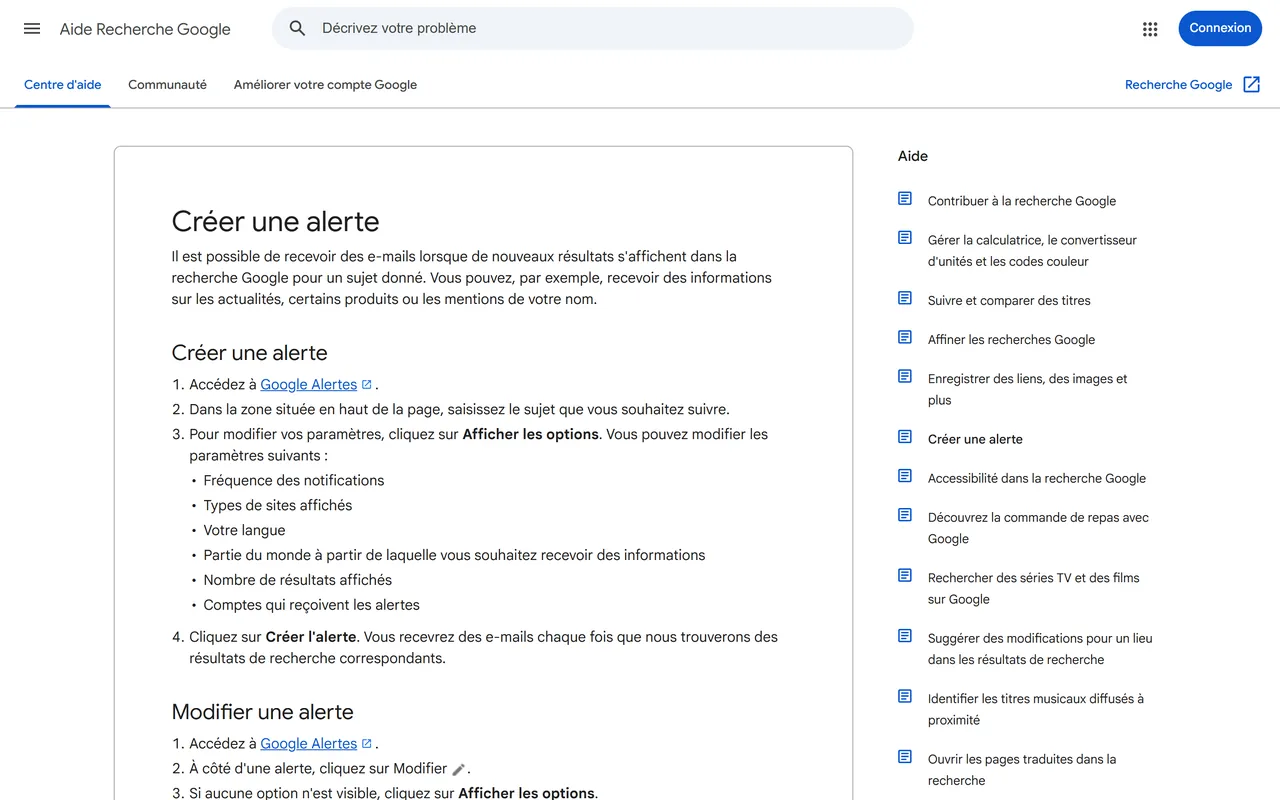 Aide Recherche Google
Décrivez votre problème
Connexion
Centre d'aide
Communauté
Améliorer votre compte Google
Recherche Google
Créer une alerte
Il est possible de recevoir des e-mails lorsque de nouveaux résultats s'affichent dans la
recherche Google pour un sujet donné. Vous pouvez, par exemple, recevoir des informations
sur les actualités, certains produits ou les mentions de votre nom.
Créer une alerte
1. Accédez à Google Alertes .
2. Dans la zone située en haut de la page, saisissez le sujet que vous souhaitez suivre.
3. Pour modifier vos paramètres, cliquez sur Afficher les options. Vous pouvez modifier les
paramètres suivants :
• Fréquence des notifications
• Types de sites affichés
• Votre langue
• Partie du monde à partir de laquelle vous souhaitez recevoir des informations
• Nombre de résultats affichés
• Comptes qui reçoivent les alertes
4. Cliquez sur Créer l'alerte. Vous recevrez des e-mails chaque fois que nous trouverons des
résultats de recherche correspondants.
Modifier une alerte
1. Accédez à Google Alertes .
2. À côté d'une alerte, cliquez sur Modifier .
3. Si aucune option n'est visible, cliquez sur Afficher les options.
Aide
Contribuer à la recherche Google
Gérer la calculatrice, le convertisseur
d'unités et les codes couleur
Suivre et comparer des titres
Affiner les recherches Google
Enregistrer des liens, des images et
plus
Créer une alerte
Accessibilité dans la recherche Google
Découvrez la commande de repas avec
Google
Rechercher des séries TV et des films
sur Google
Suggérer des modifications pour un lieu
dans les résultats de recherche
Identifier les titres musicaux diffusés à
proximité
Ouvrir les pages traduites dans la
recherche